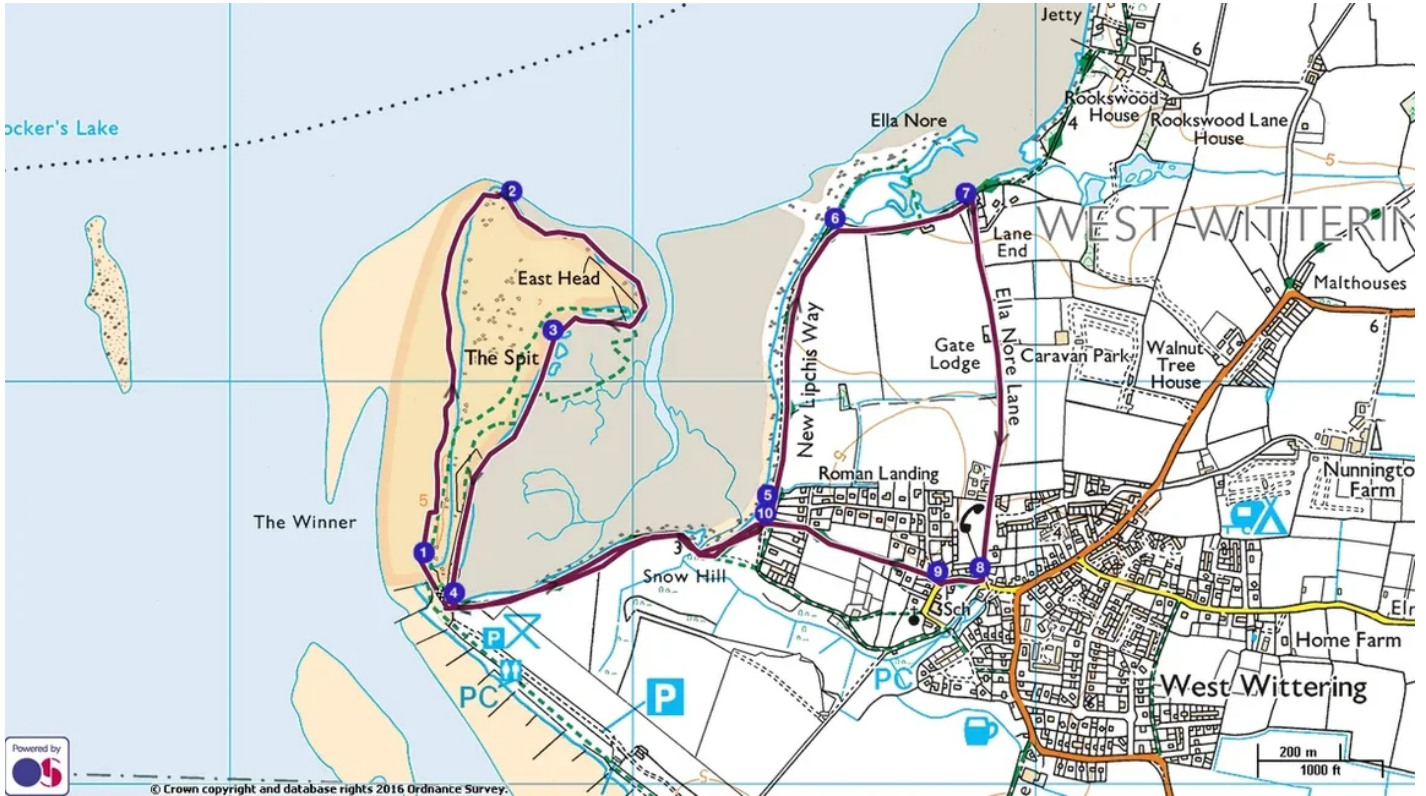 Jetty
6
ocker's Lake
Rookswood
House
4
Rookswood Lane
House
Ella Nore
5
2
7
6
WEST WITTERIN
Lane
End
East Head
Malthouses
3
6
The Spit
New Lipchis Way
Ella Nore Lane
Gate
Lodge
Caravan Park
Walnut
Tree
House
5
Roman Landing
Nunningto
Farm
5
5
10
The Winner
1
3
4
Snow Hill
9
8
4
Sch
P
Home Farm
PC
P
PC
West Wittering
5
200 m
1000 ft
Powered by
OS
© Crown copyright and database rights 2016 Ordnance Survey.